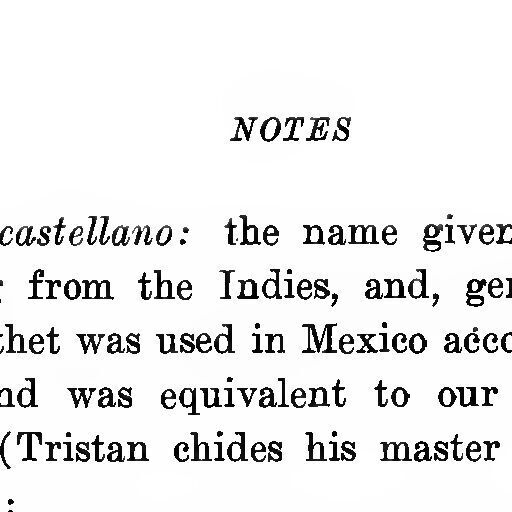 NOTES
castellano: the name given
from the Indies, and, ger
thet was used in Mexico acco
nd was equivalent to our
(Tristan chides his master
: